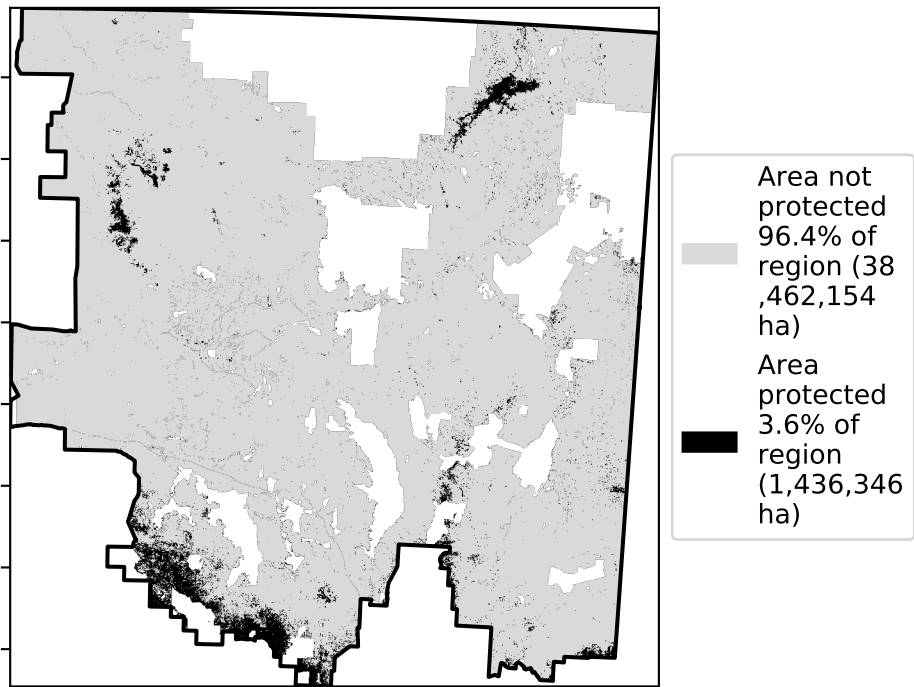 Area not
protected
96.4% of
region (38
,462,154
ha)
Area
protected
3.6% of
region
(1,436,346
ha)